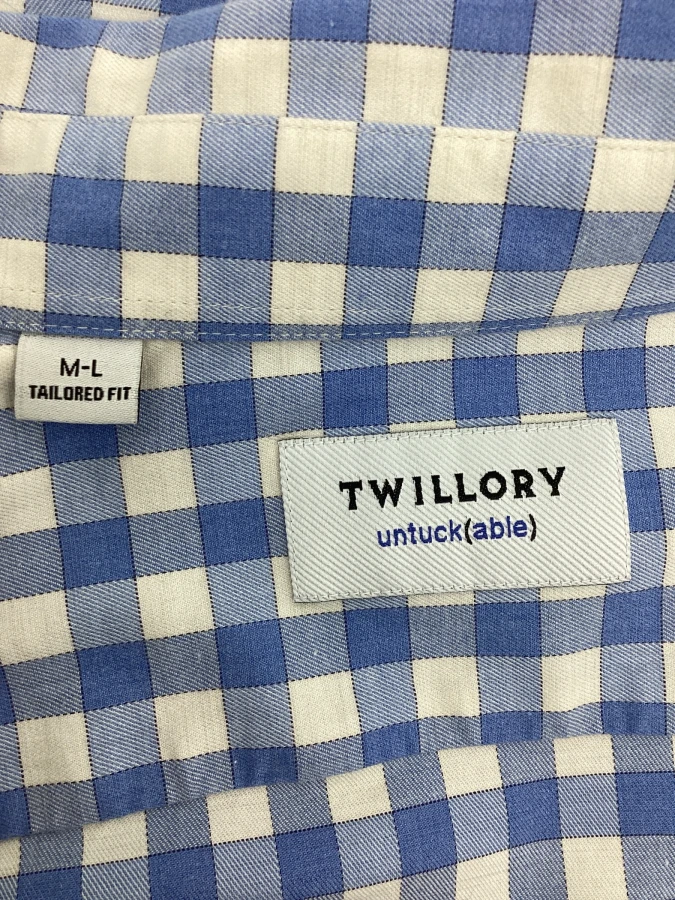 M-L
TAILORED FIT
TWILLORY
untuck(able)